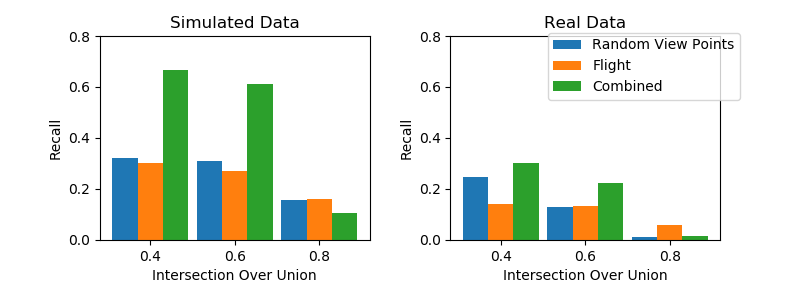 Simulated Data
0.8
0.6
0.4
0.2
0.0
Recall
0.4 0.6 0.8
Intersection Over Union
Real Data
0.8
0.6
0.4
0.2
0.0
Recall
Random View Points
Flight
Combined
0.4 0.6 0.8
Intersection Over Union